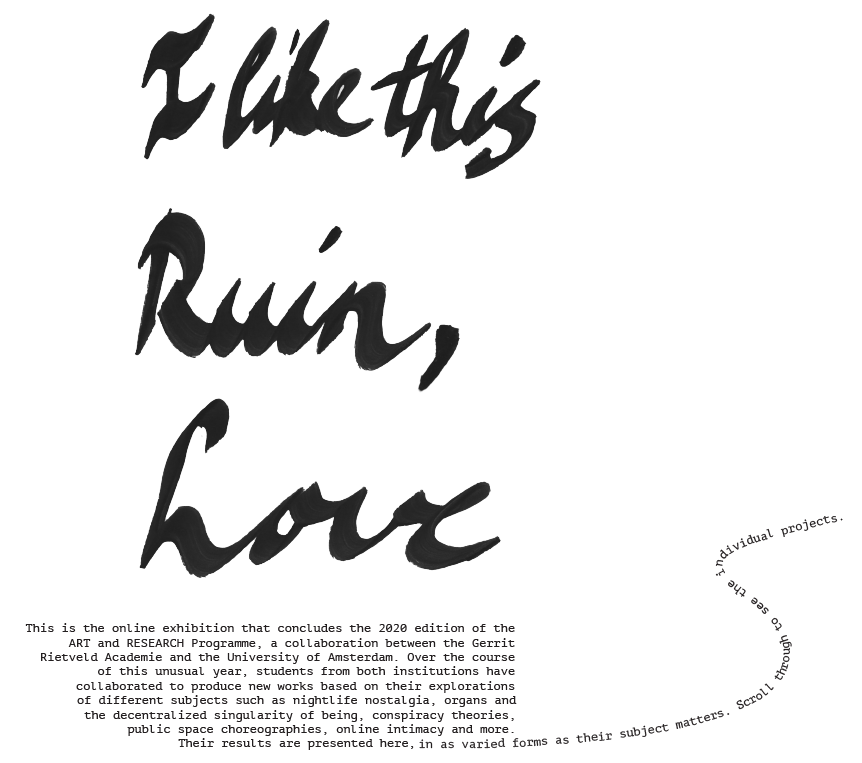 I like this
Ruin,
Love
This is the online exhibition that concludes the 2020 edition of the
ART and RESEARCH Programme, a collaboration between the Gerrit
Rietveld Academie and the University of Amsterdam. Over the course
of this unusual year, students from both institutions have
collaborated to produce new works based on their explorations
of different subjects such as nightlife nostalgia, organs and
the decentralized singularity of being, conspiracy theories,
public space choreographies, online intimacy and more.
Their results are presented here, in as varied forms as their subject matters. Scroll through to see the individual projects.